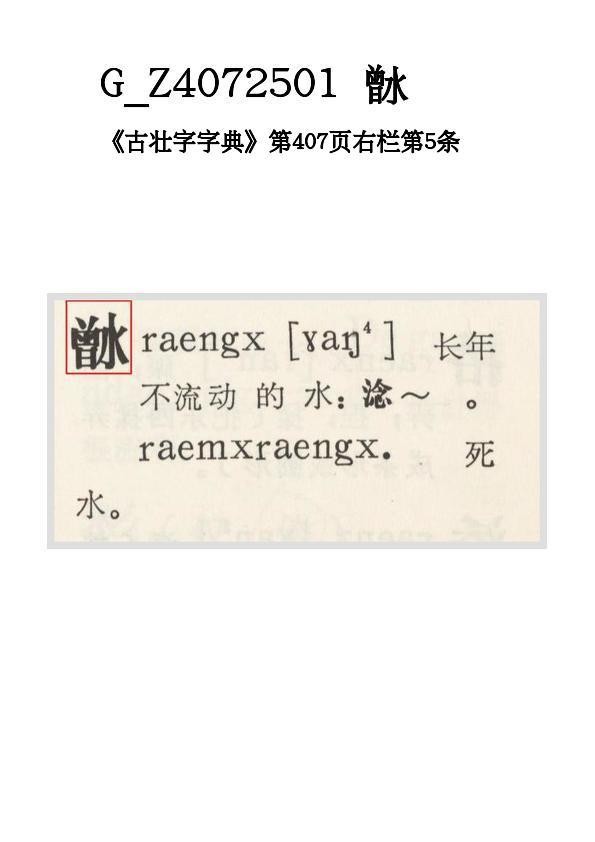 G_Z4072501
《古壮字字典》第407页右栏第5条
raengx [ɣaŋ⁴] 长年
不流动 的 水：淰～ 。
raemxraengx. 死
水。